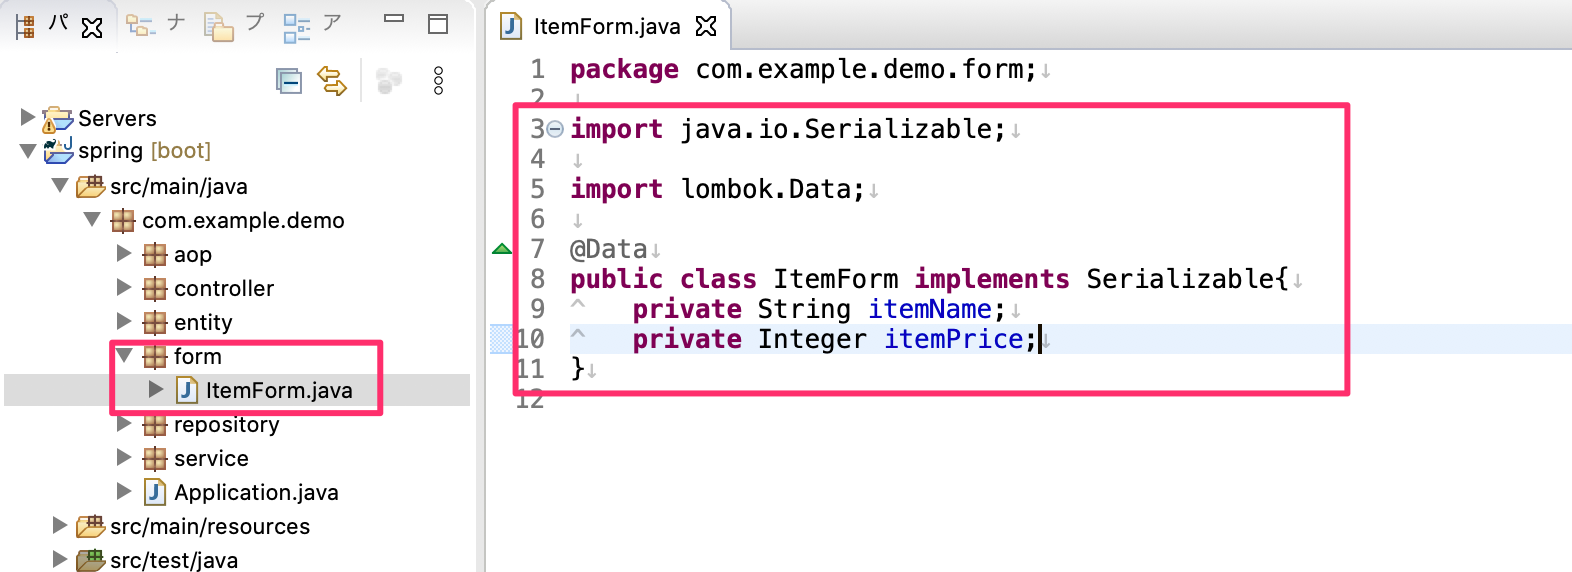 パ ナ プ ア
Servers
spring [boot]
src/main/java
com.example.demo
aop
controller
entity
form
ItemForm.java
repository
service
Application.java
src/main/resources
src/test/java
ItemForm.java
1 package com.example.demo.form;↓
2 ↓
3 import java.io.Serializable;↓
4 ↓
5 import lombok.Data;↓
6 ↓
7 @Data↓
8 public class ItemForm implements Serializable{↓
9 ^ private String itemName;↓
10 ^ private Integer itemPrice;↓
11 }↓
12